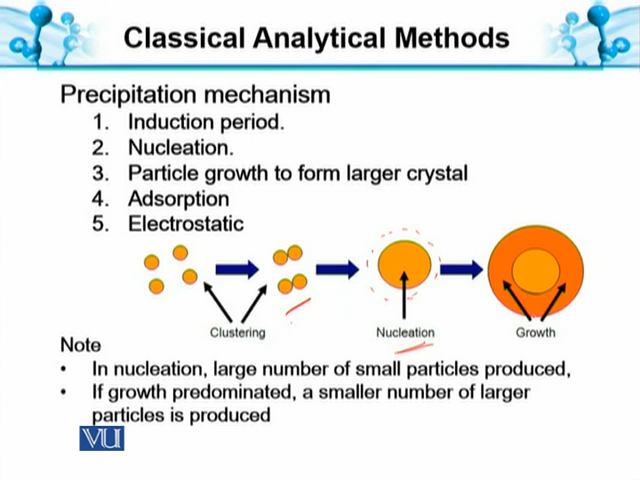 Classical Analytical Methods
Precipitation mechanism
1. Induction period.
2. Nucleation.
3. Particle growth to form larger crystal
4. Adsorption
5. Electrostatic
Clustering
Nucleation
Growth
Note
• In nucleation, large number of small particles produced,
• If growth predominated, a smaller number of larger
particles is produced
VU